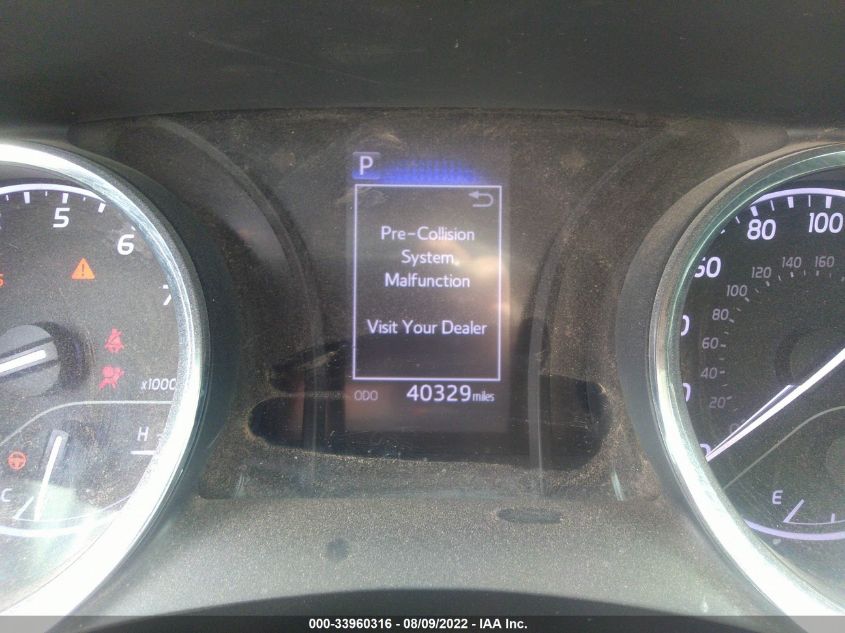 P
Pre-Collision
System
Malfunction
Visit Your Dealer
ODO 40329 miles
5
6
7
x1000
H
C
80
100
60
120 140 160
100
80
60
40
20
0
E
000-33960316 - 08/09/2022 - IAA Inc.